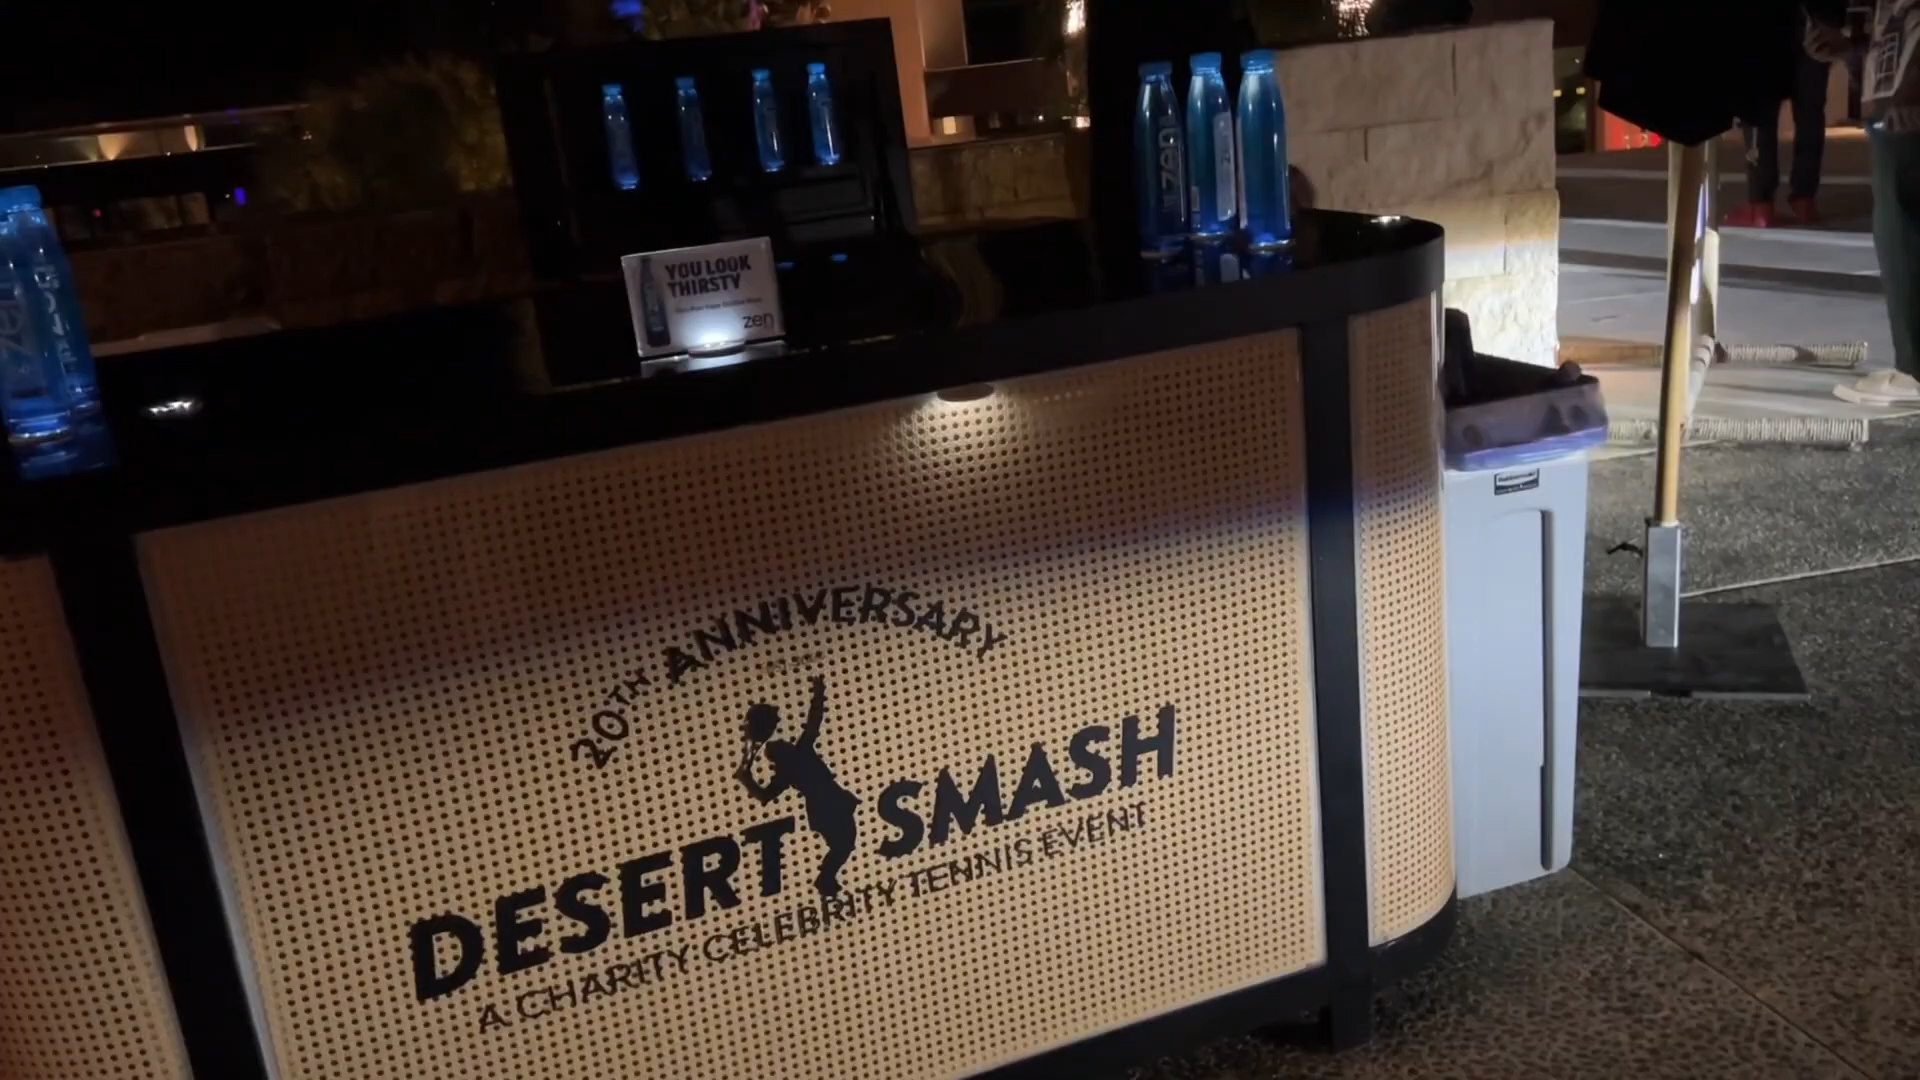 zen
zen
YOU LOOK
THIRSTY
zen
20TH ANNIVERSARY
DESERT SMASH
A CHARITY CELEBRITY TENNIS EVENT